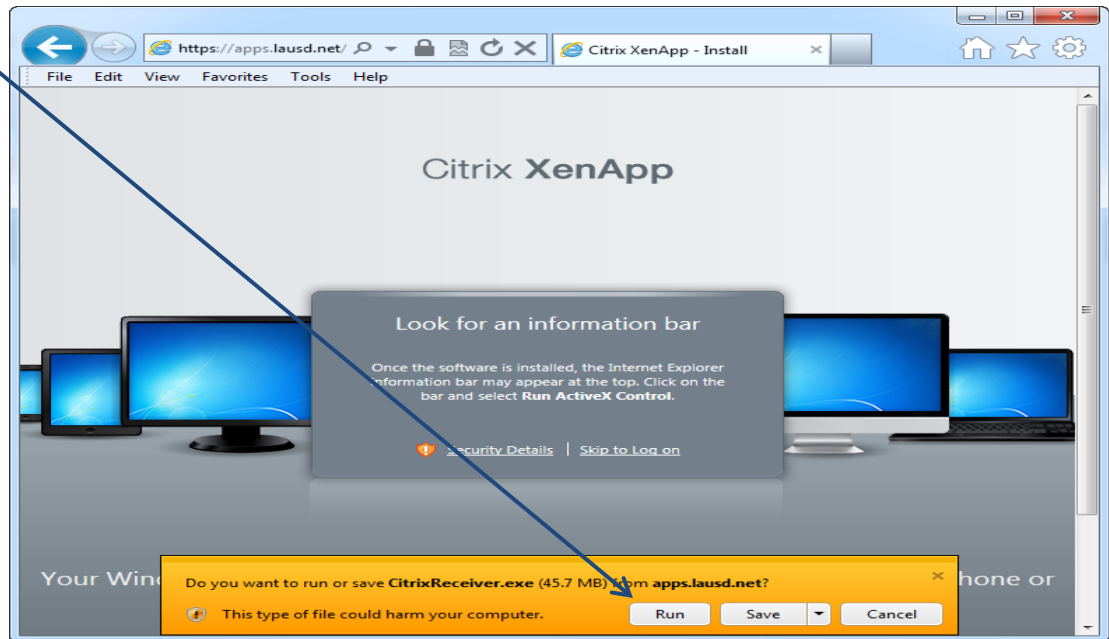 https://apps.lausd.net/
Citrix XenApp - Install
File Edit View Favorites Tools Help
Citrix XenApp
Look for an information bar
Once the software is installed, the Internet Explorer
information bar may appear at the top. Click on the
bar and select Run ActiveX Control.
Security Details | Skip to Log on
Your Wind
hone or
Do you want to run or save CitrixReceiver.exe (45.7 MB) from apps.lausd.net?
This type of file could harm your computer.
Run Save Cancel